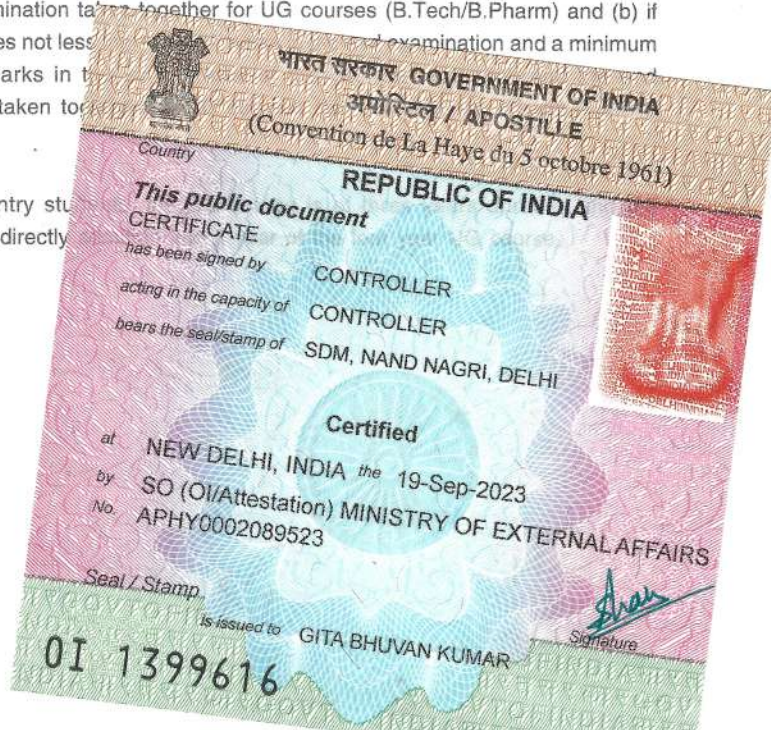 mination taken together for UG courses (B.Tech/B.Pharm) and (b) if
es not less examination and a minimum
arks in
taken
ntry
directly
भारत सरकार GOVERNMENT OF INDIA
अपोस्टिल / APOSTILLE
(Convention de La Haye du 5 octobre 1961)
Country
REPUBLIC OF INDIA
This public document
CERTIFICATE
has been signed by CONTROLLER
acting in the capacity of CONTROLLER
bears the seal/stamp of SDM, NAND NAGRI, DELHI
Certified
at NEW DELHI, INDIA the 19-Sep-2023
by SO (OI/Attestation) MINISTRY OF EXTERNAL AFFAIRS
No. APHY0002089523
Seal / Stamp
Is issued to GITA BHUVAN KUMAR
Signature
OI 1399616